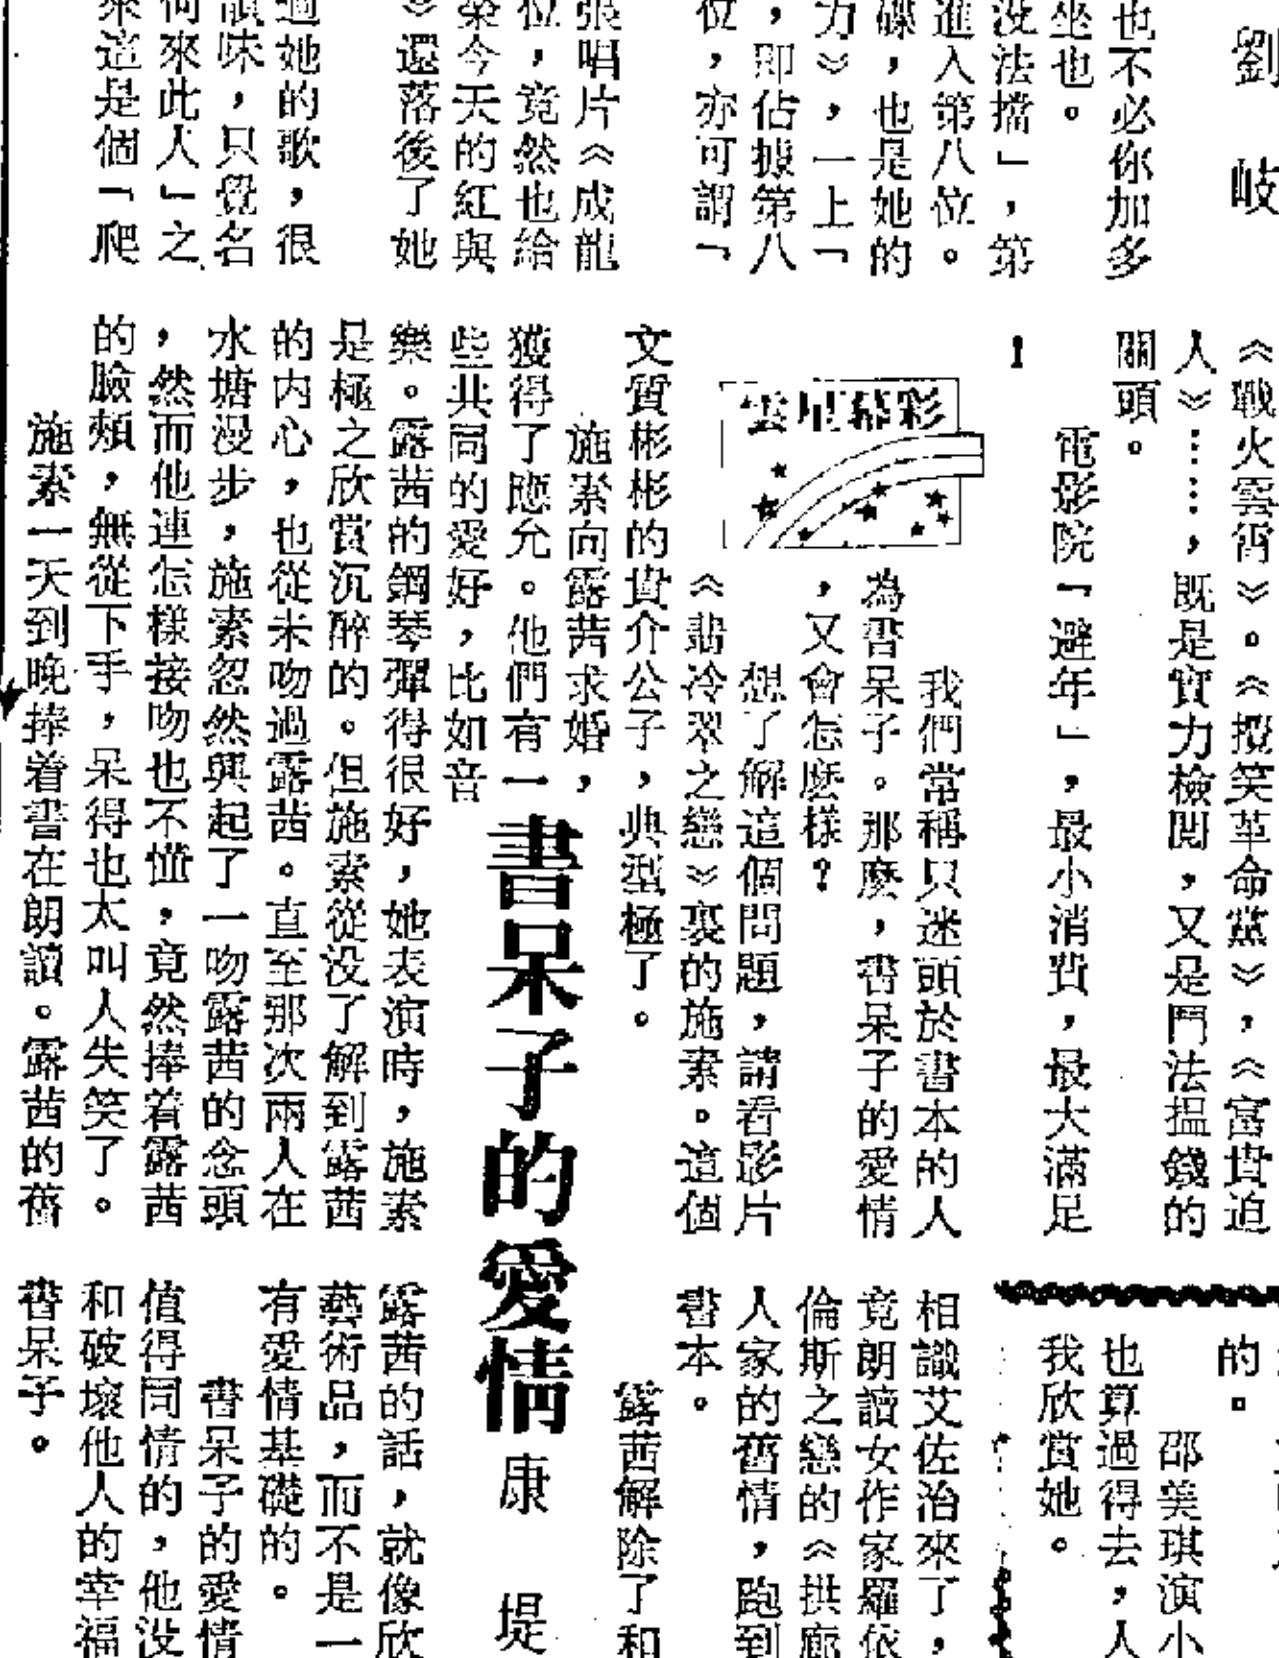 劉岐
也不必你加多
坐也。
没法擋」，第
進入第八位。
碟，也是她的
力》，一上「
，即佔據第八
位，亦可謂「
張唱片《成龍
位，竟然也給
榮今天的紅與
》還落後了她
過她的歌，很
韻味，只覺名
何來此人」之
來這是個「爬
《戰火雲霄》。《攪笑革命黨》，《富貴迫
人》……，既是實力檢閲，又是鬥法揾錢的
關頭。
電影院「避年」，最小消費，最大滿足
！
彩幕星雲
書呆子的愛情
康堤
我們常稱只迷頭於書本的人
為書呆子。那麽，書呆子的愛情
，又會怎麽樣？
想了解這個問題，請看影片
《翡冷翠之戀》裏的施素。這個
文質彬彬的貴介公子，典型極了。
施素向露茜求婚，
獲得了應允。他們有一
些共同的愛好，比如音
樂。露茜的鋼琴彈得很好，她表演時，施素
是極之欣賞沉醉的。但施素從没了解到露茜
的内心，也從未吻過露茜。直至那次兩人在
水塘漫步，施素忽然興起了一吻露茜的念頭
，然而他連怎樣接吻也不懂，竟然捧着露茜
的臉頰，無從下手，呆得也太叫人失笑了。
施素一天到晚捧着書在朗讀。露茜的舊
相識艾佐治來了，
竟朗讀女作家羅依
倫斯之戀的《拱廊
人家的舊情，跑到
書本。
露茜解除了和
露茜的話，就像欣
藝術品，而不是一
有愛情基礎的。
書呆子的愛情
值得同情的，他没
和破壞他人的幸福
書呆子。
的。
邵美琪演小
也算過得去，人
我欣賞她。